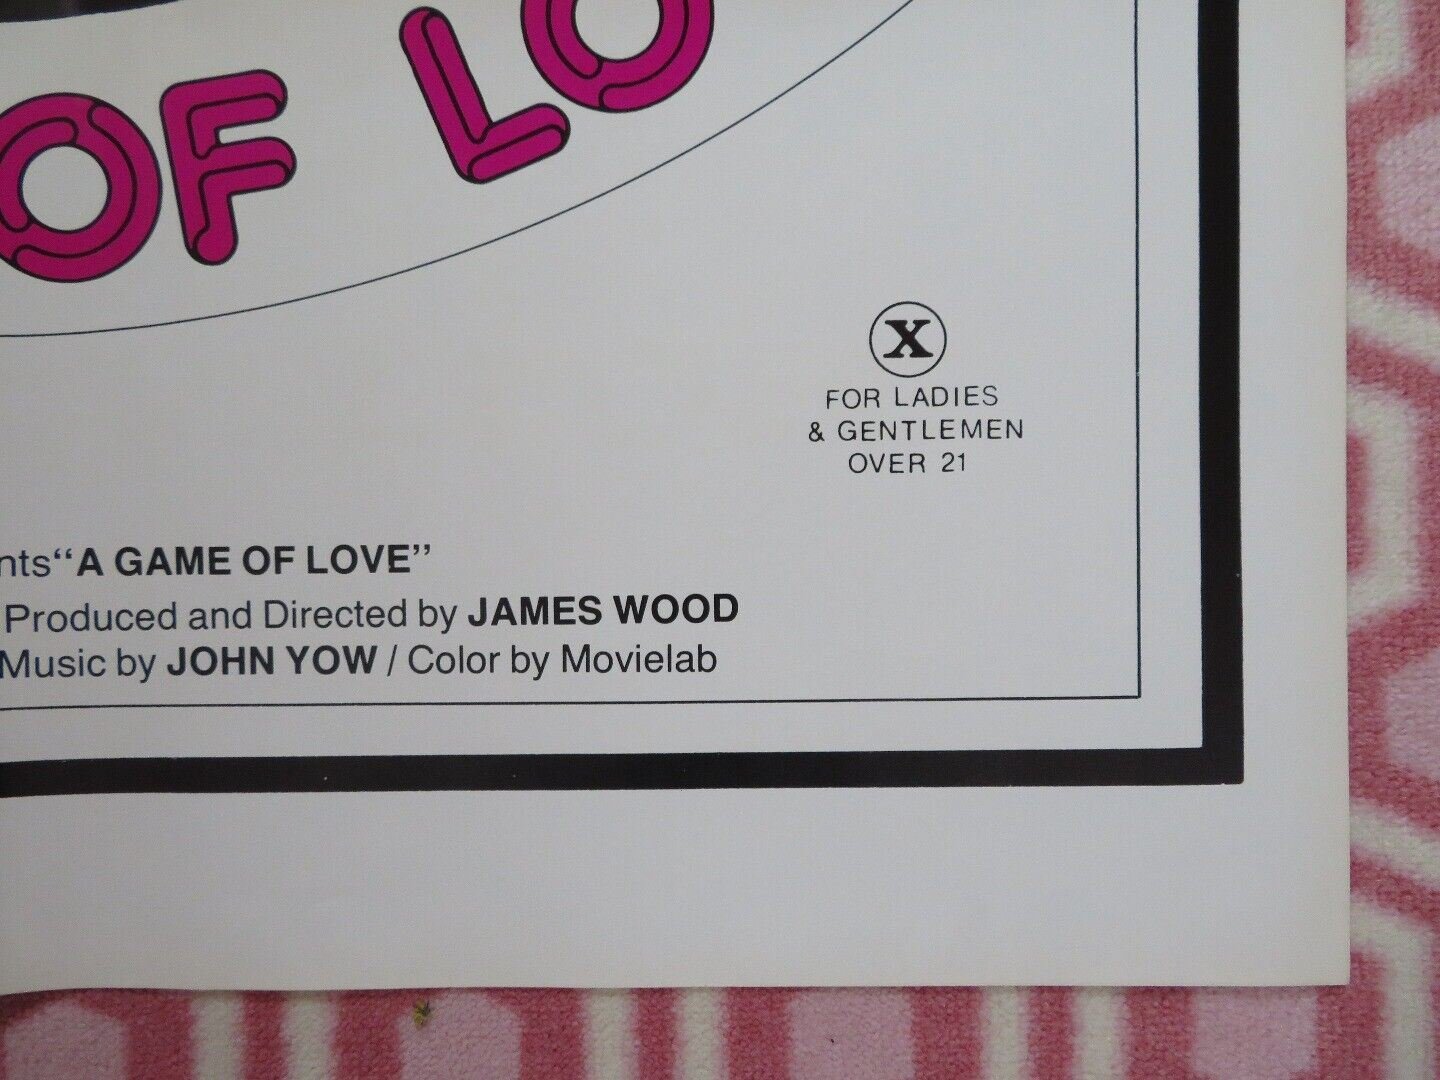 OF LO
X
FOR LADIES
& GENTLEMEN
OVER 21
nts "A GAME OF LOVE"
Produced and Directed by JAMES WOOD
Music by JOHN YOW / Color by Movielab